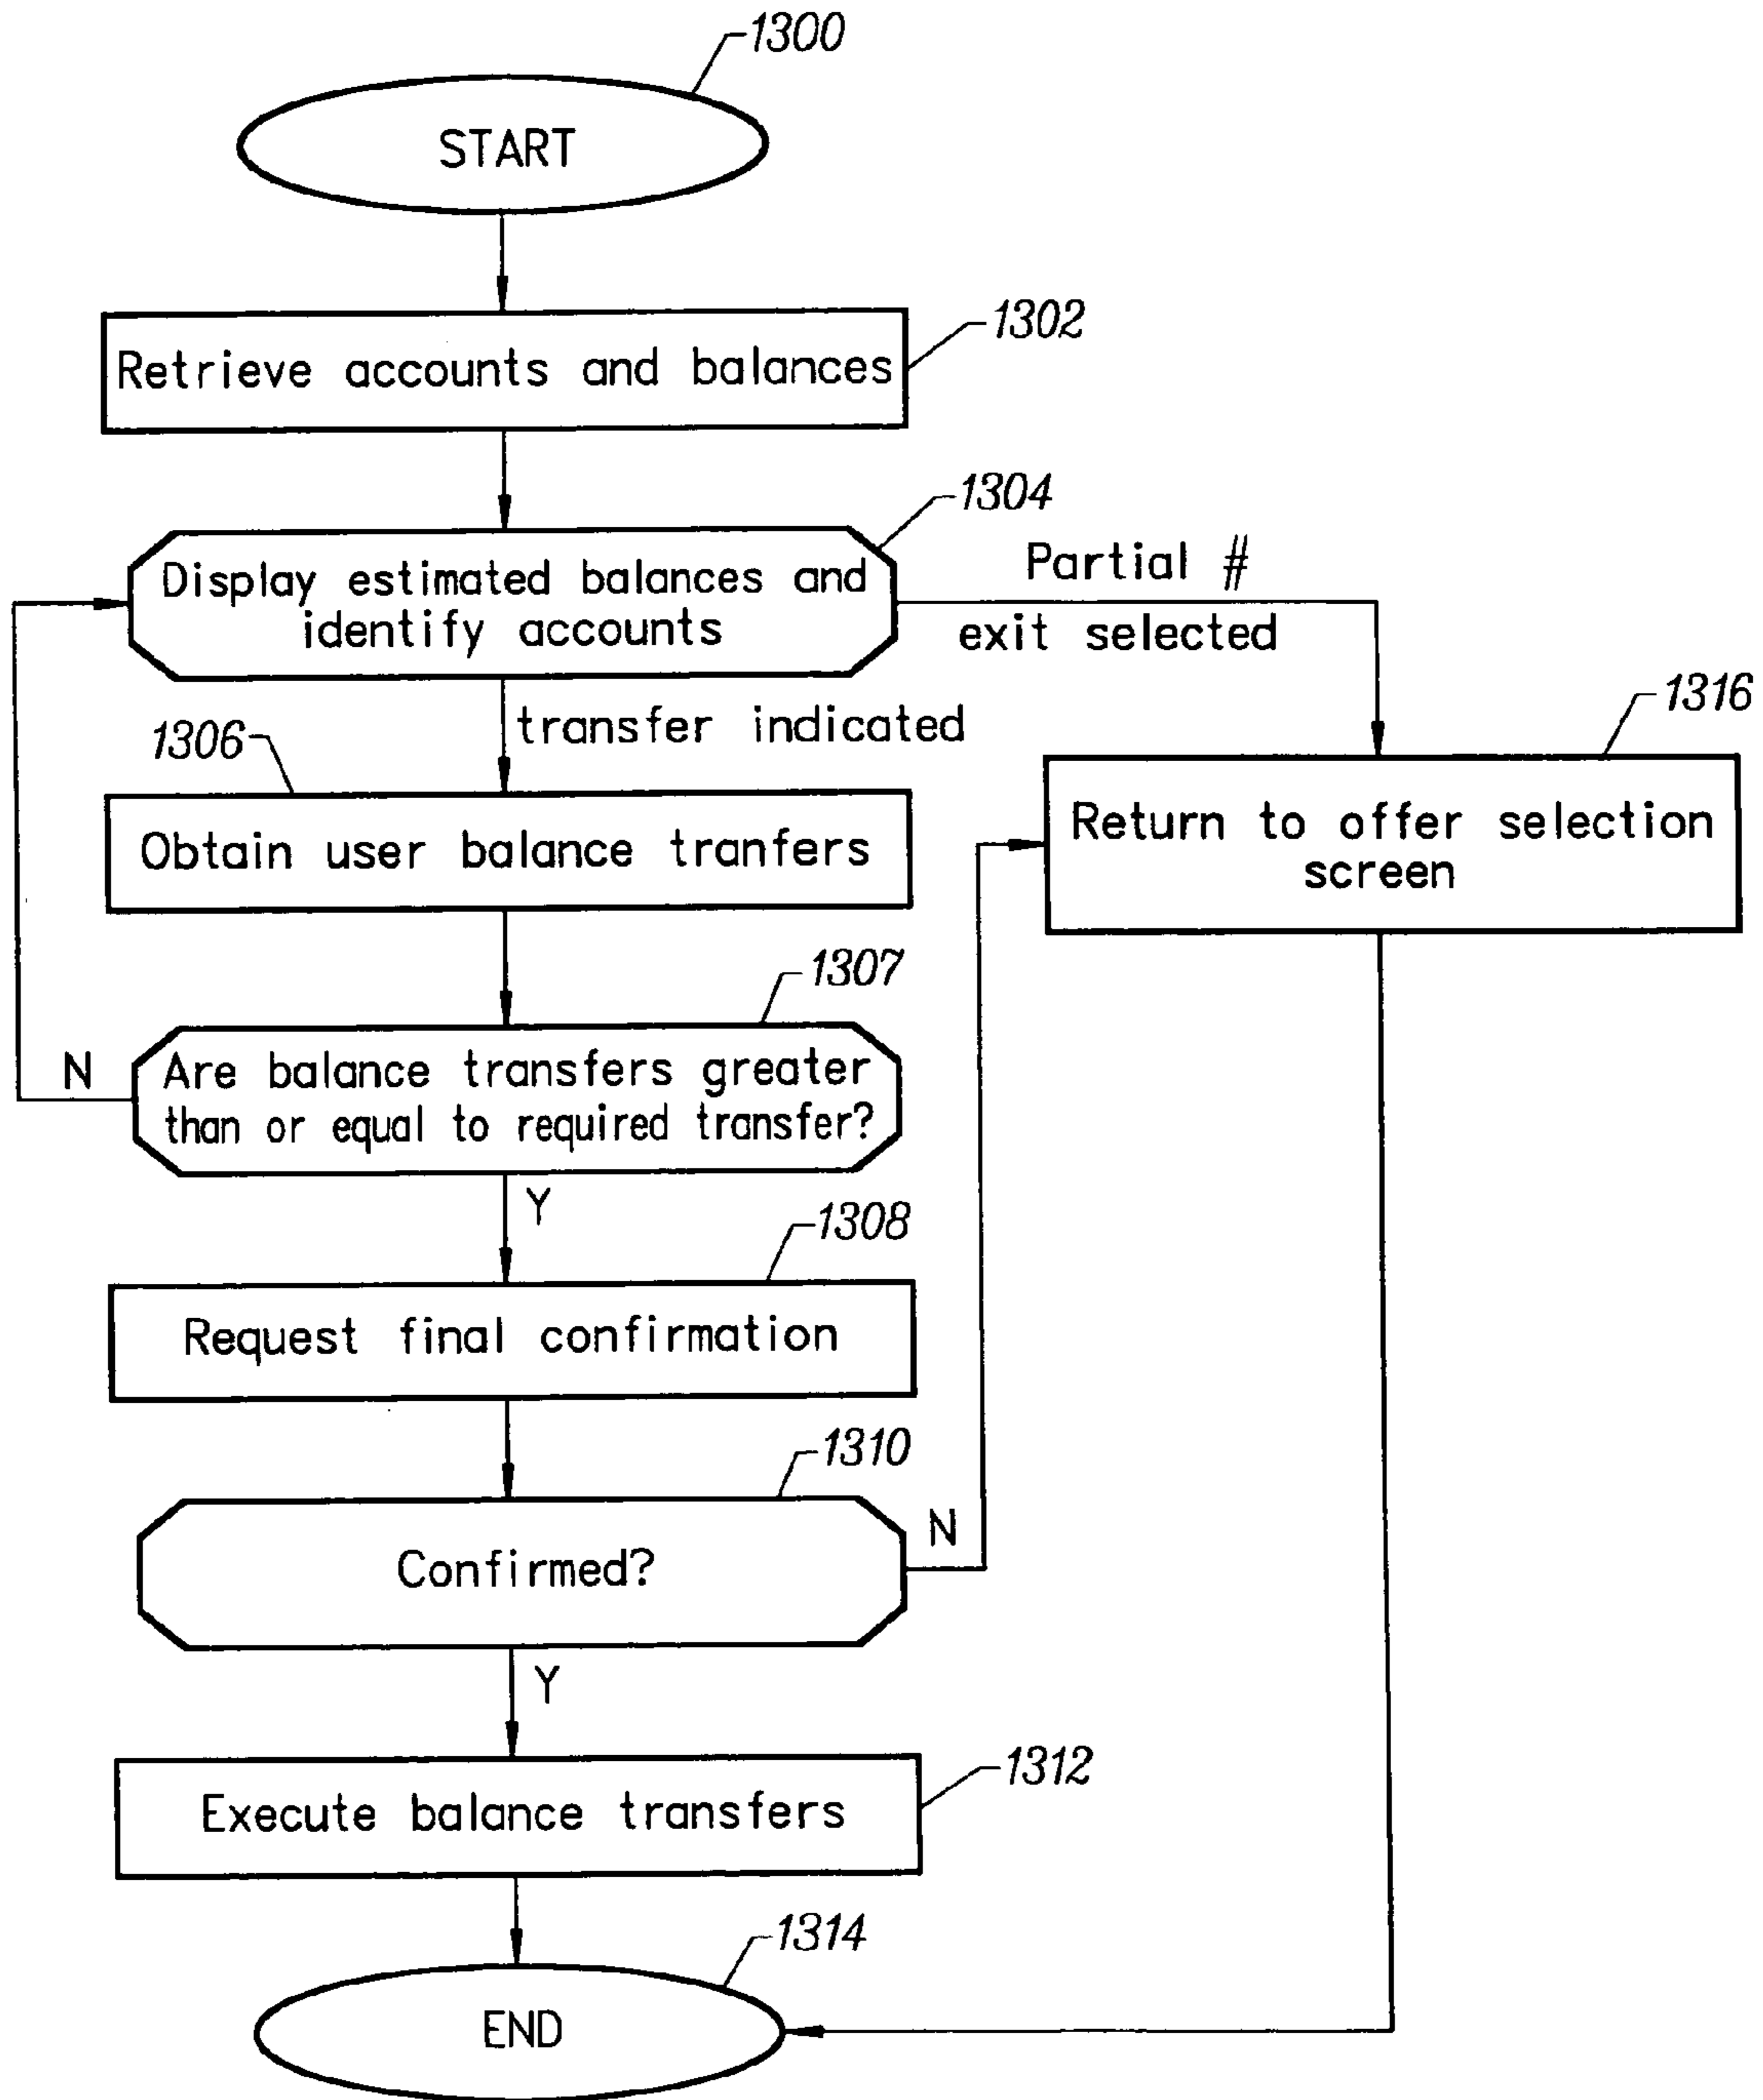 1300
START
1302
Retrieve accounts and balances
1304
Display estimated balances and
identify accounts
Partial #
exit selected
transfer indicated
1306
1316
Obtain user balance tranfers
Return to offer selection
screen
1307
N
Are balance transfers greater
than or equal to required transfer?
Y
1308
Request final confirmation
1310
N
Confirmed?
Y
1312
Execute balance transfers
1314
END